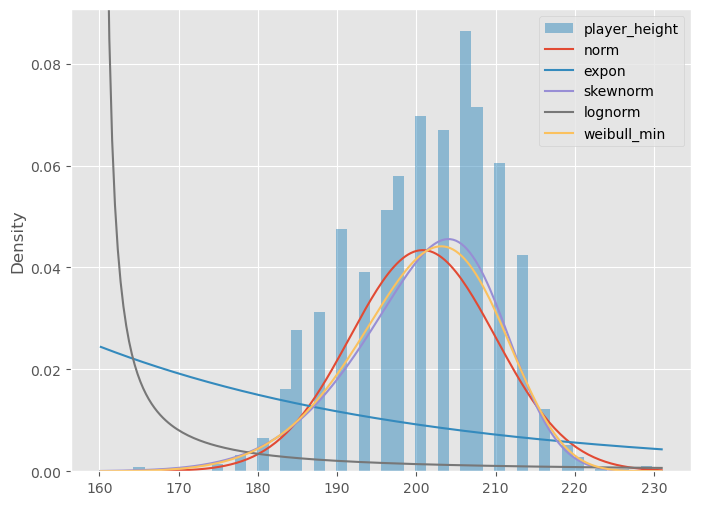 player_height
norm
expon
skewnorm
lognorm
weibull_min
Density
0.08
0.06
0.04
0.02
0.00
160 170 180 190 200 210 220 230